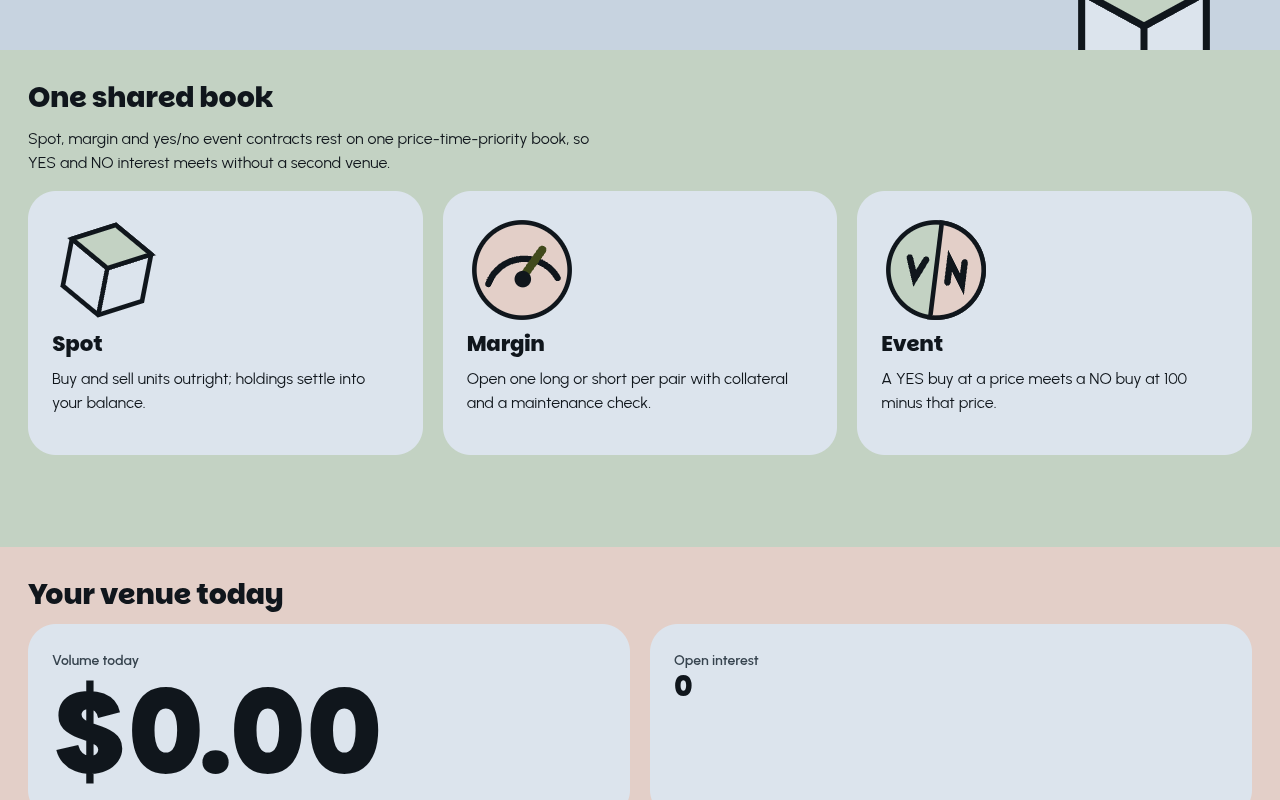 One shared book
Spot, margin and yes/no event contracts rest on one price-time-priority book, so
YES and NO interest meets without a second venue.
Spot
Buy and sell units outright; holdings settle into
your balance.
Margin
Open one long or short per pair with collateral
and a maintenance check.
V N
Event
A YES buy at a price meets a NO buy at 100
minus that price.
Your venue today
Volume today
$0.00
Open interest
0